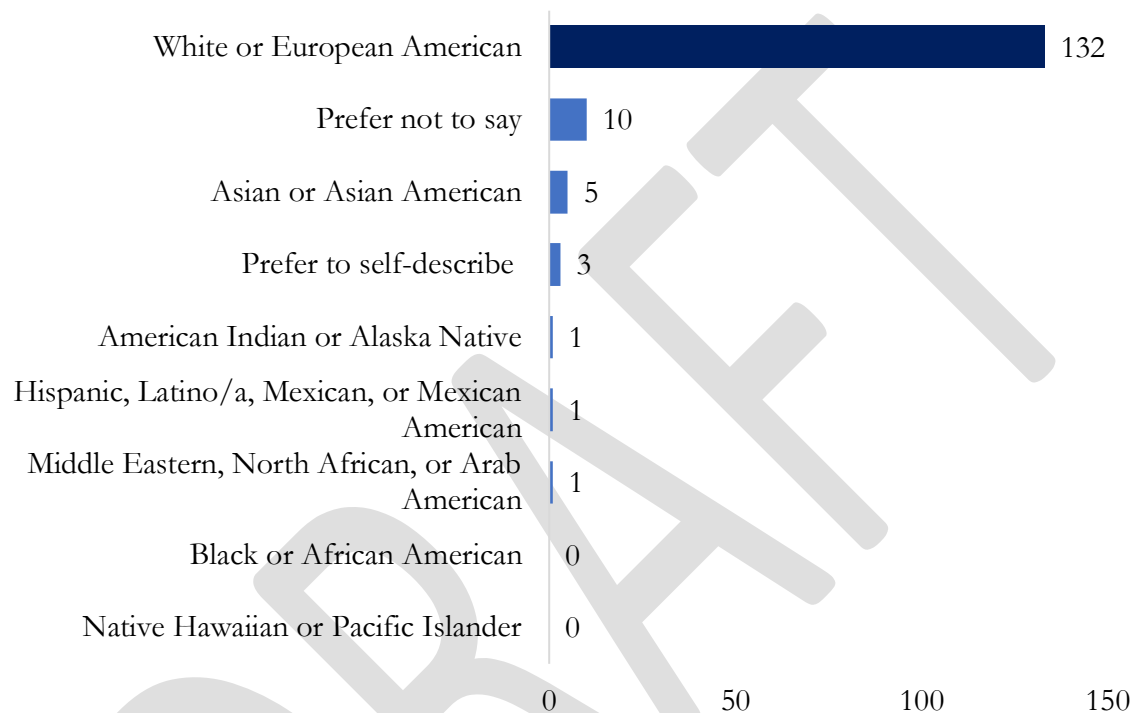 White or European American 132
Prefer not to say 10
Asian or Asian American 5
Prefer to self-describe 3
American Indian or Alaska Native 1
Hispanic, Latino/a, Mexican, or Mexican
American 1
Middle Eastern, North African, or Arab
American 1
Black or African American 0
Native Hawaiian or Pacific Islander 0
0 50 100 150
DRAFT